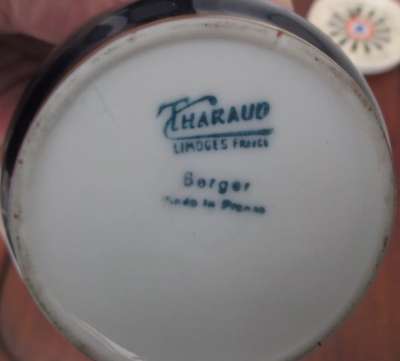 THARAUD
LIMOGES FRANCE
Berger
Made in France